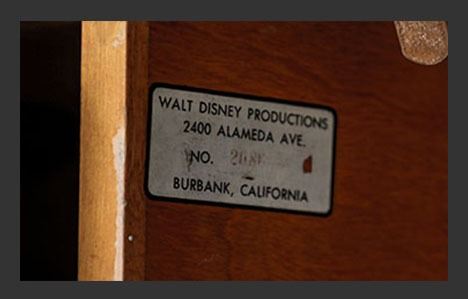 WALT DISNEY PRODUCTIONS
2400 ALAMEDA AVE.
NO.
BURBANK, CALIFORNIA